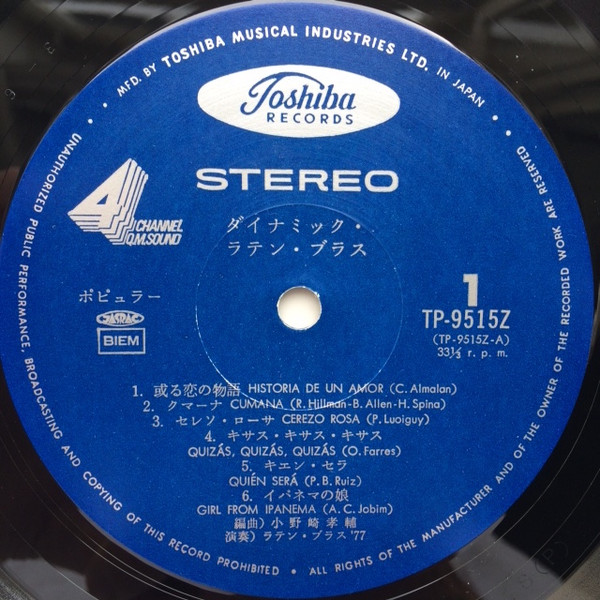 MFD. BY TOSHIBA MUSICAL INDUSTRIES LTD. IN JAPAN
Toshiba
RECORDS
STEREO
4 CHANNEL
Q.M. SOUND
ダイナミック・
ラテン・ブラス
ポピュラー
JASRAC
BIEM
1
TP-9515Z
(TP-9515Z-A)
33⅓ r. p. m.
1. 或る恋の物語 HISTORIA DE UN AMOR (C. Almalan)
2. クマーナ CUMANA (R. Hillman-B. Allen-H. Spina)
3. セレソ・ローサ CEREZO ROSA (P. Luoiguy)
4. キサス・キサス・キサス
QUIZÁS, QUIZÁS, QUIZÁS (O. Farres)
5. キエン・セラ
QUIÉN SERÁ (P. B. Ruiz)
6. イパネマの娘
GIRL FROM IPANEMA (A. C. Jobim)
編曲) 小野崎孝輔
演奏) ラテン・ブラス '77
UNAUTHORIZED PUBLIC PERFORMANCE, BROADCASTING AND COPYING OF THIS RECORD PROHIBITED • ALL RIGHTS OF THE MANUFACTURER AND OF THE OWNER OF THE RECORDED WORK ARE RESERVED